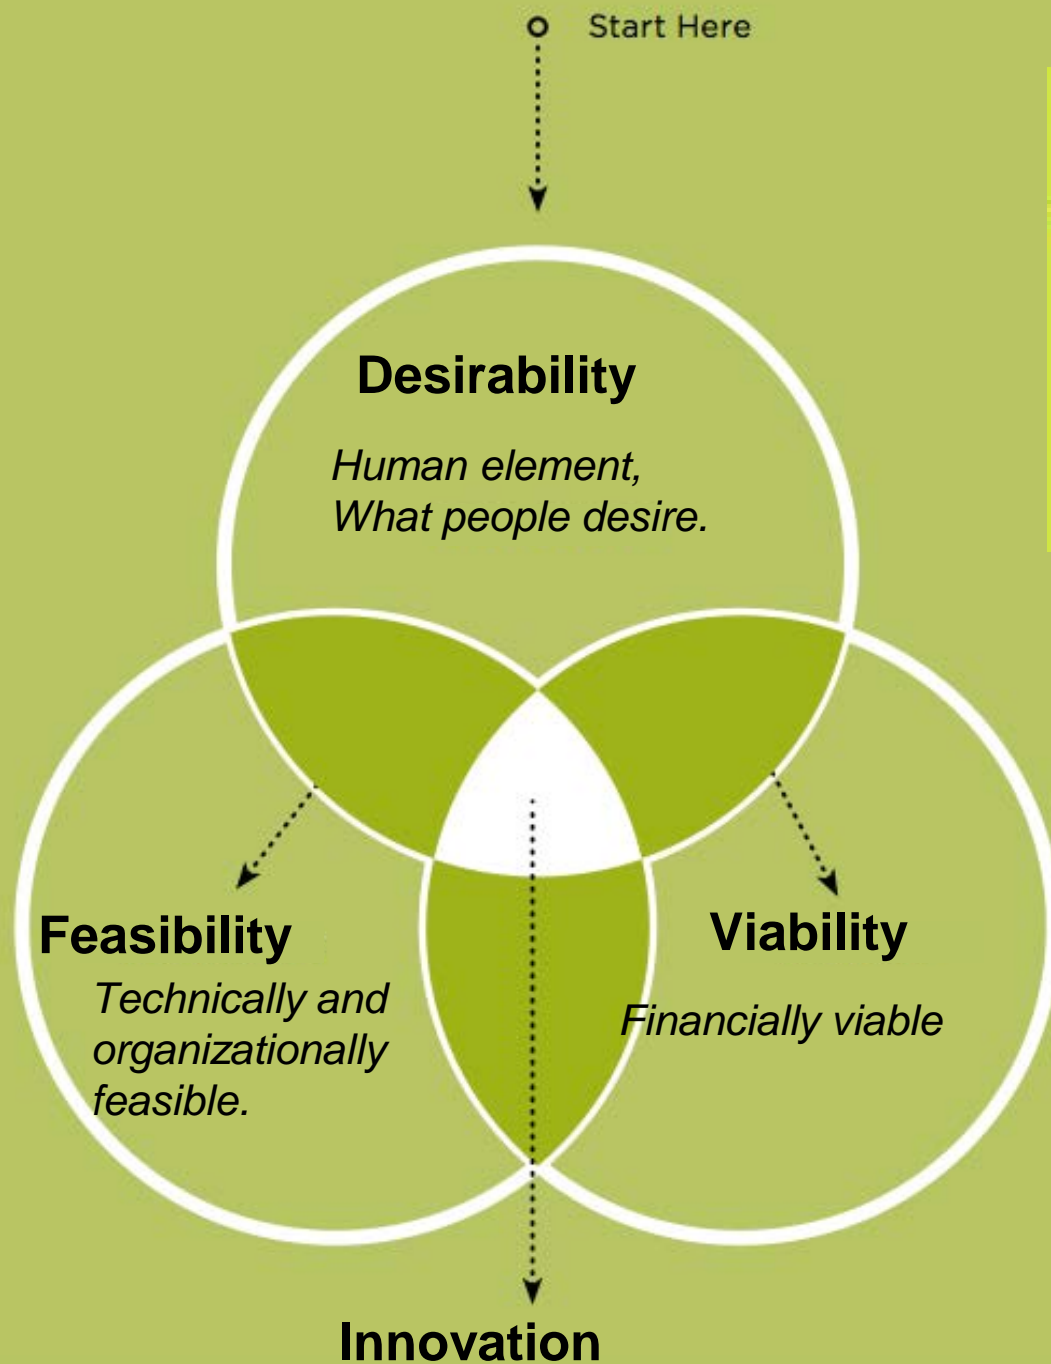 Start Here
Desirability
Human element,
What people desire.
Feasibility
Technically and
organizationally
feasible.
Viability
Financially viable
Innovation